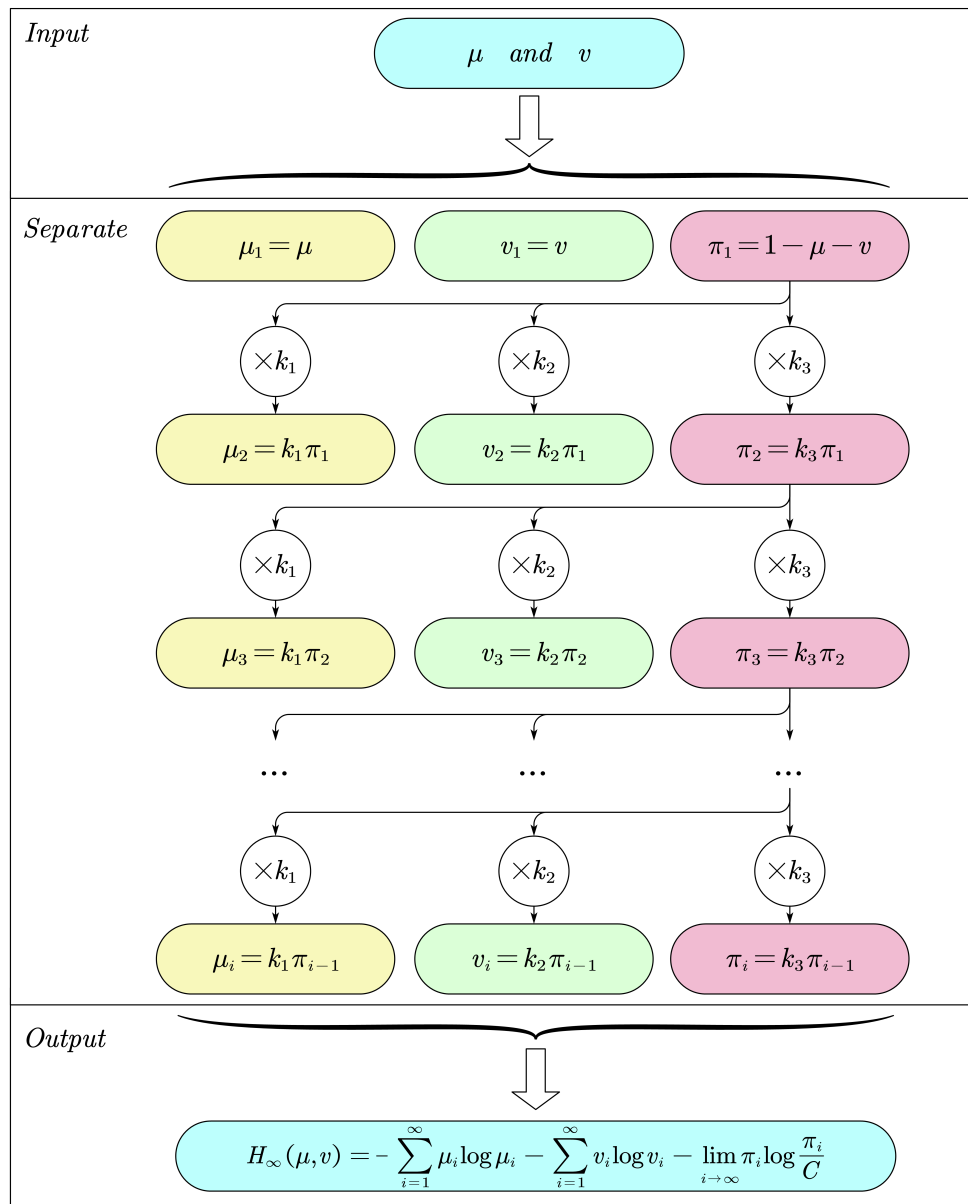 Input
μ and v
Separate
μ₁ = μ
v₁ = v
π₁ = 1 − μ − v
×k₁
×k₂
×k₃
μ₂ = k₁π₁
v₂ = k₂π₁
π₂ = k₃π₁
×k₁
×k₂
×k₃
μ₃ = k₁π₂
v₃ = k₂π₂
π₃ = k₃π₂
...
...
...
×k₁
×k₂
×k₃
μᵢ = k₁πᵢ₋₁
vᵢ = k₂πᵢ₋₁
πᵢ = k₃πᵢ₋₁
Output
H∞(μ,v) = − ∑_{i=1}^{∞} μᵢ log μᵢ − ∑_{i=1}^{∞} vᵢ log vᵢ − lim_{i→∞} πᵢ log πᵢ/C